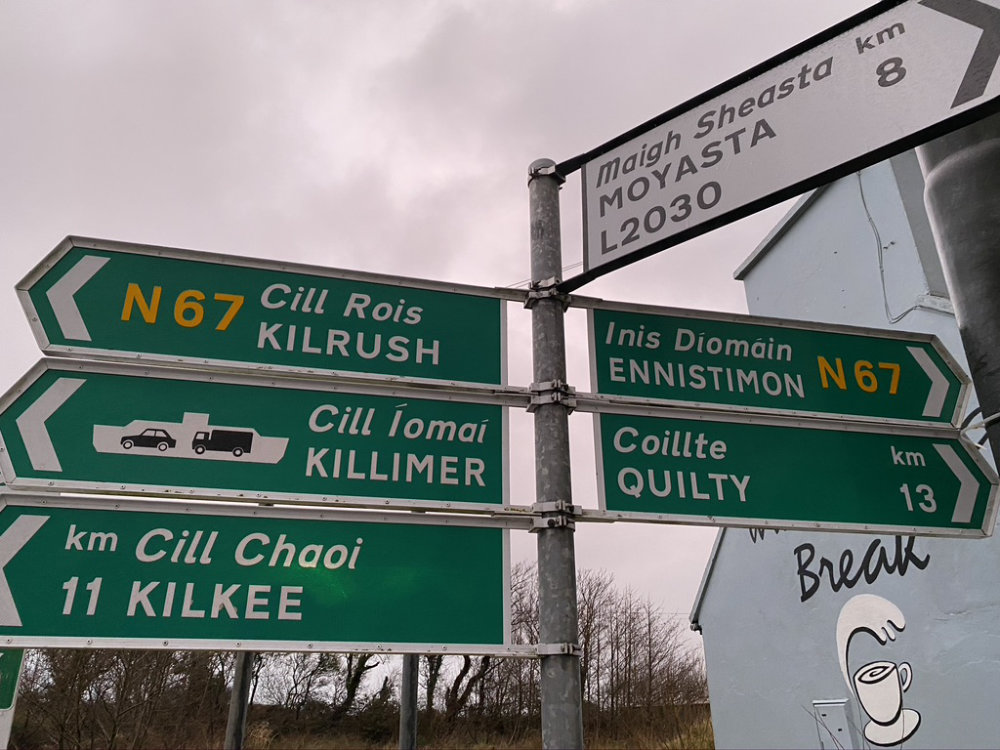 Maigh Sheasta km
MOYASTA 8
L2030
N67 Cill Rois
KILRUSH
Cill Íomaí
KILLIMER
km Cill Chaoi
11 KILKEE
Inis Díomáin
ENNISTIMON N67
Coillte km
QUILTY 13
Break